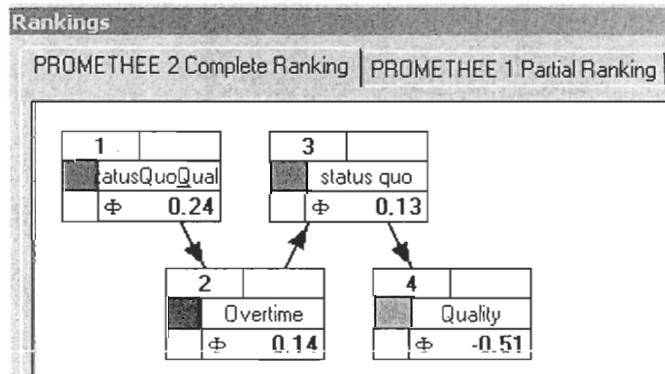 Rankings
PROMETHEE 2 Complete Ranking
PROMETHEE 1 Partial Ranking
1
tatusQuoQual
Φ 0.24
3
status quo
Φ 0.13
2
Overtime
Φ 0.14
4
Quality
Φ -0.51